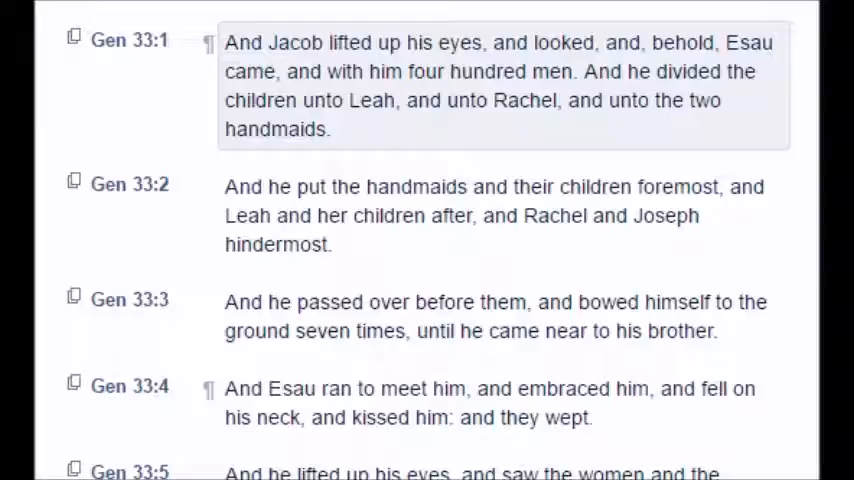 Gen 33:1 ¶ And Jacob lifted up his eyes, and looked, and, behold, Esau
came, and with him four hundred men. And he divided the
children unto Leah, and unto Rachel, and unto the two
handmaids.
Gen 33:2 And he put the handmaids and their children foremost, and
Leah and her children after, and Rachel and Joseph
hindermost.
Gen 33:3 And he passed over before them, and bowed himself to the
ground seven times, until he came near to his brother.
Gen 33:4 ¶ And Esau ran to meet him, and embraced him, and fell on
his neck, and kissed him: and they wept.
Gen 33:5 And he lifted up his eyes, and saw the women and the